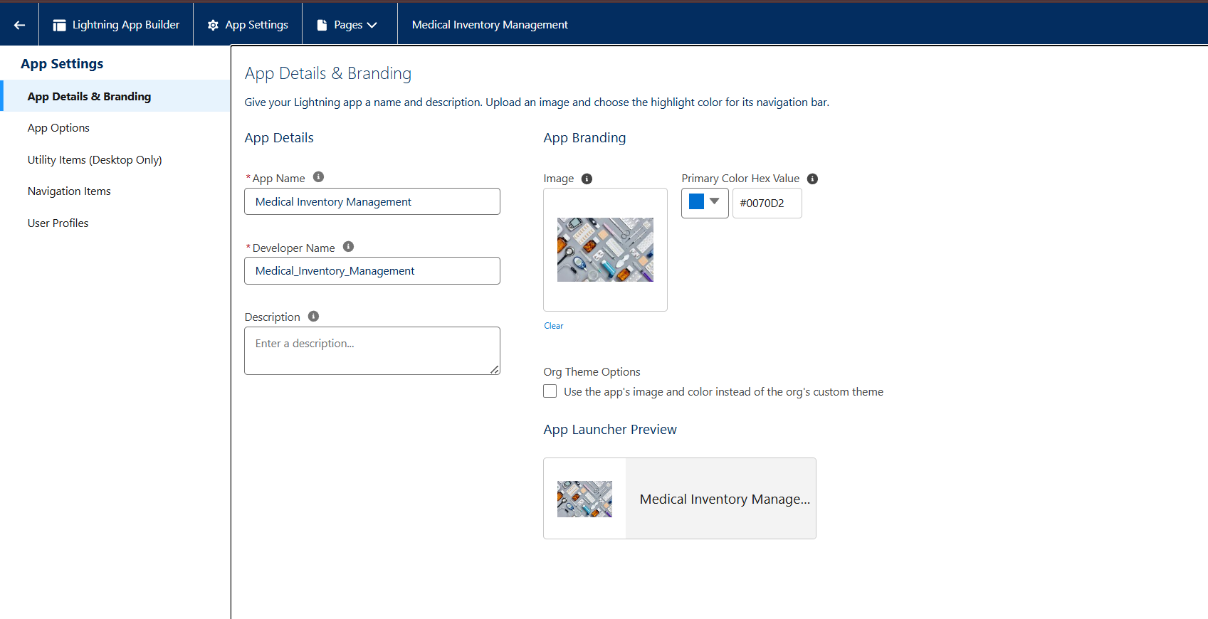 Lightning App Builder
App Settings
Pages
Medical Inventory Management
App Settings
App Details & Branding
App Options
Utility Items (Desktop Only)
Navigation Items
User Profiles
App Details & Branding
Give your Lightning app a name and description. Upload an image and choose the highlight color for its navigation bar.
App Details
*App Name
Medical Inventory Management
*Developer Name
Medical_Inventory_Management
Description
Enter a description...
App Branding
Image
Clear
Primary Color Hex Value
#0070D2
Org Theme Options
Use the app's image and color instead of the org's custom theme
App Launcher Preview
Medical Inventory Manage...